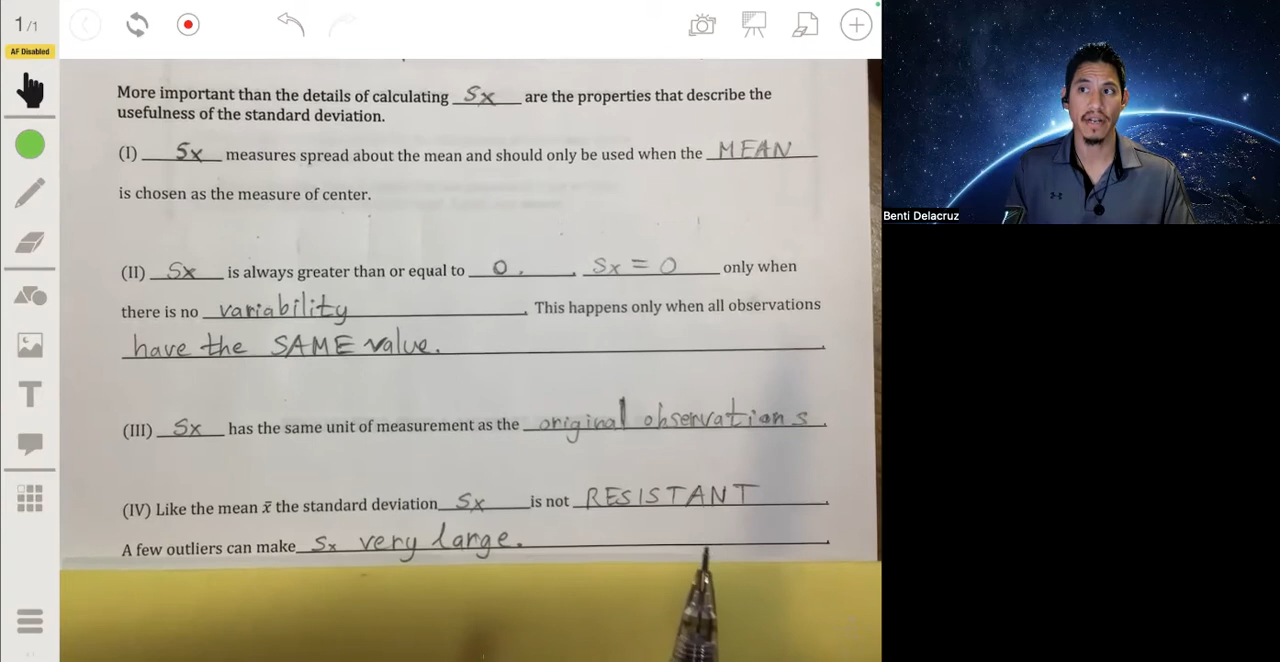 1/1
AF Disabled
More important than the details of calculating Sx are the properties that describe the
usefulness of the standard deviation.
(I) Sx measures spread about the mean and should only be used when the MEAN
is chosen as the measure of center.
(II) Sx is always greater than or equal to 0. . Sx = 0 only when
there is no variability. This happens only when all observations
have the SAME value. .
(III) Sx has the same unit of measurement as the original observations.
(IV) Like the mean x̄ the standard deviation Sx is not RESISTANT.
A few outliers can make Sx very large. .
T
Benti Delacruz